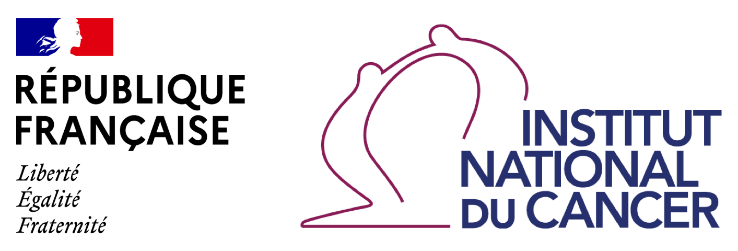 RÉPUBLIQUE
FRANÇAISE
Liberté
Égalité
Fraternité
INSTITUT
NATIONAL
DU CANCER